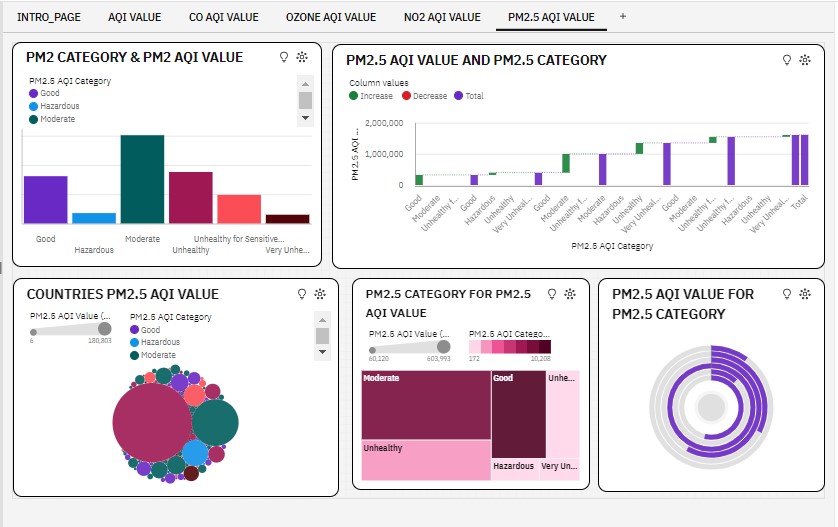 INTRO_PAGE AQI VALUE CO AQI VALUE OZONE AQI VALUE NO2 AQI VALUE PM2.5 AQI VALUE +
PM2 CATEGORY & PM2 AQI VALUE
PM2.5 AQI Category
Good
Hazardous
Moderate
Good Moderate Unhealthy for Sensitive...
Hazardous Unhealthy Very Unhe...
PM2.5 AQI VALUE AND PM2.5 CATEGORY
Column values
Increase Decrease Total
PM2.5 AQI ...
2,000,000
1,000,000
0
Good Moderate Unhealthy f... Good Hazardous Unhealthy Very Unheal... Good Moderate Unhealthy f... Moderate Hazardous Unhealthy Very Unheal... Good Moderate Unhealthy f... Unhealthy f... Hazardous Unhealthy Very Unheal... Total
PM2.5 AQI Category
COUNTRIES PM2.5 AQI VALUE
PM2.5 AQI Value (...
6 180,803
PM2.5 AQI Category
Good
Hazardous
Moderate
PM2.5 CATEGORY FOR PM2.5
AQI VALUE
PM2.5 AQI Value (... PM2.5 AQI Catego...
60,120 603,993 172 10,208
Moderate Good Unhe...
Unhealthy Hazardous Very Un...
PM2.5 AQI VALUE FOR
PM2.5 CATEGORY